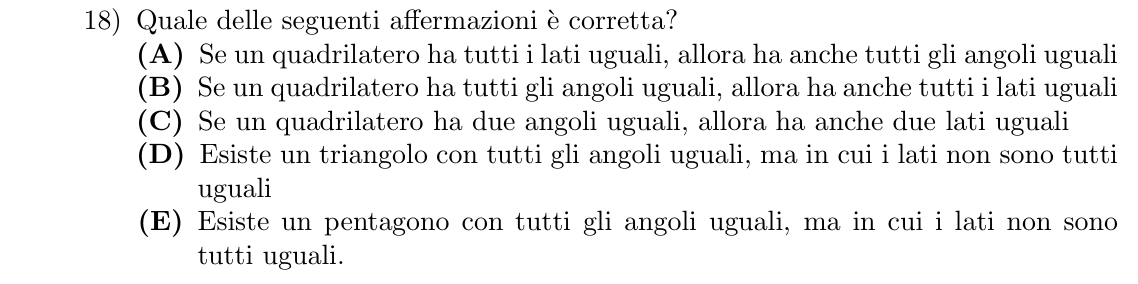 18) Quale delle seguenti affermazioni è corretta?
(A) Se un quadrilatero ha tutti i lati uguali, allora ha anche tutti gli angoli uguali
(B) Se un quadrilatero ha tutti gli angoli uguali, allora ha anche tutti i lati uguali
(C) Se un quadrilatero ha due angoli uguali, allora ha anche due lati uguali
(D) Esiste un triangolo con tutti gli angoli uguali, ma in cui i lati non sono tutti
uguali
(E) Esiste un pentagono con tutti gli angoli uguali, ma in cui i lati non sono
tutti uguali.